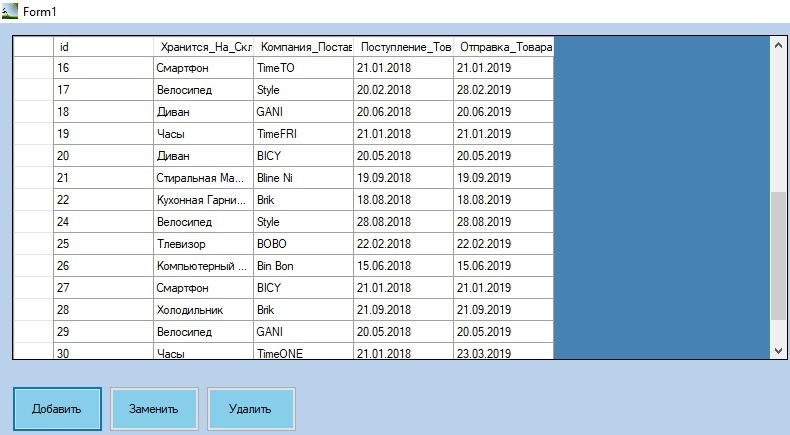 Form1
id Хранится_На_Скл Компания_Постав Поступление_Тов Отправка_Товара
16 Смартфон TimeTO 21.01.2018 21.01.2019
17 Велосипед Style 20.02.2018 28.02.2019
18 Диван GANI 20.06.2018 20.06.2019
19 Часы TimeFRI 21.01.2018 21.01.2019
20 Диван BICY 20.05.2018 20.05.2019
21 Стиральная Ма... Bline Ni 19.09.2018 19.09.2019
22 Кухонная Гарни... Brik 18.08.2018 18.08.2019
24 Велосипед Style 28.08.2018 28.08.2019
25 Тлевизор BOBO 22.02.2018 22.02.2019
26 Компьютерный ... Bin Bon 15.06.2018 15.06.2019
27 Смартфон BICY 21.01.2018 21.01.2019
28 Холодильник Brik 21.09.2018 21.09.2019
29 Велосипед GANI 20.05.2018 20.05.2019
30 Часы TimeONE 21.01.2018 23.03.2019
Добавить Заменить Удалить